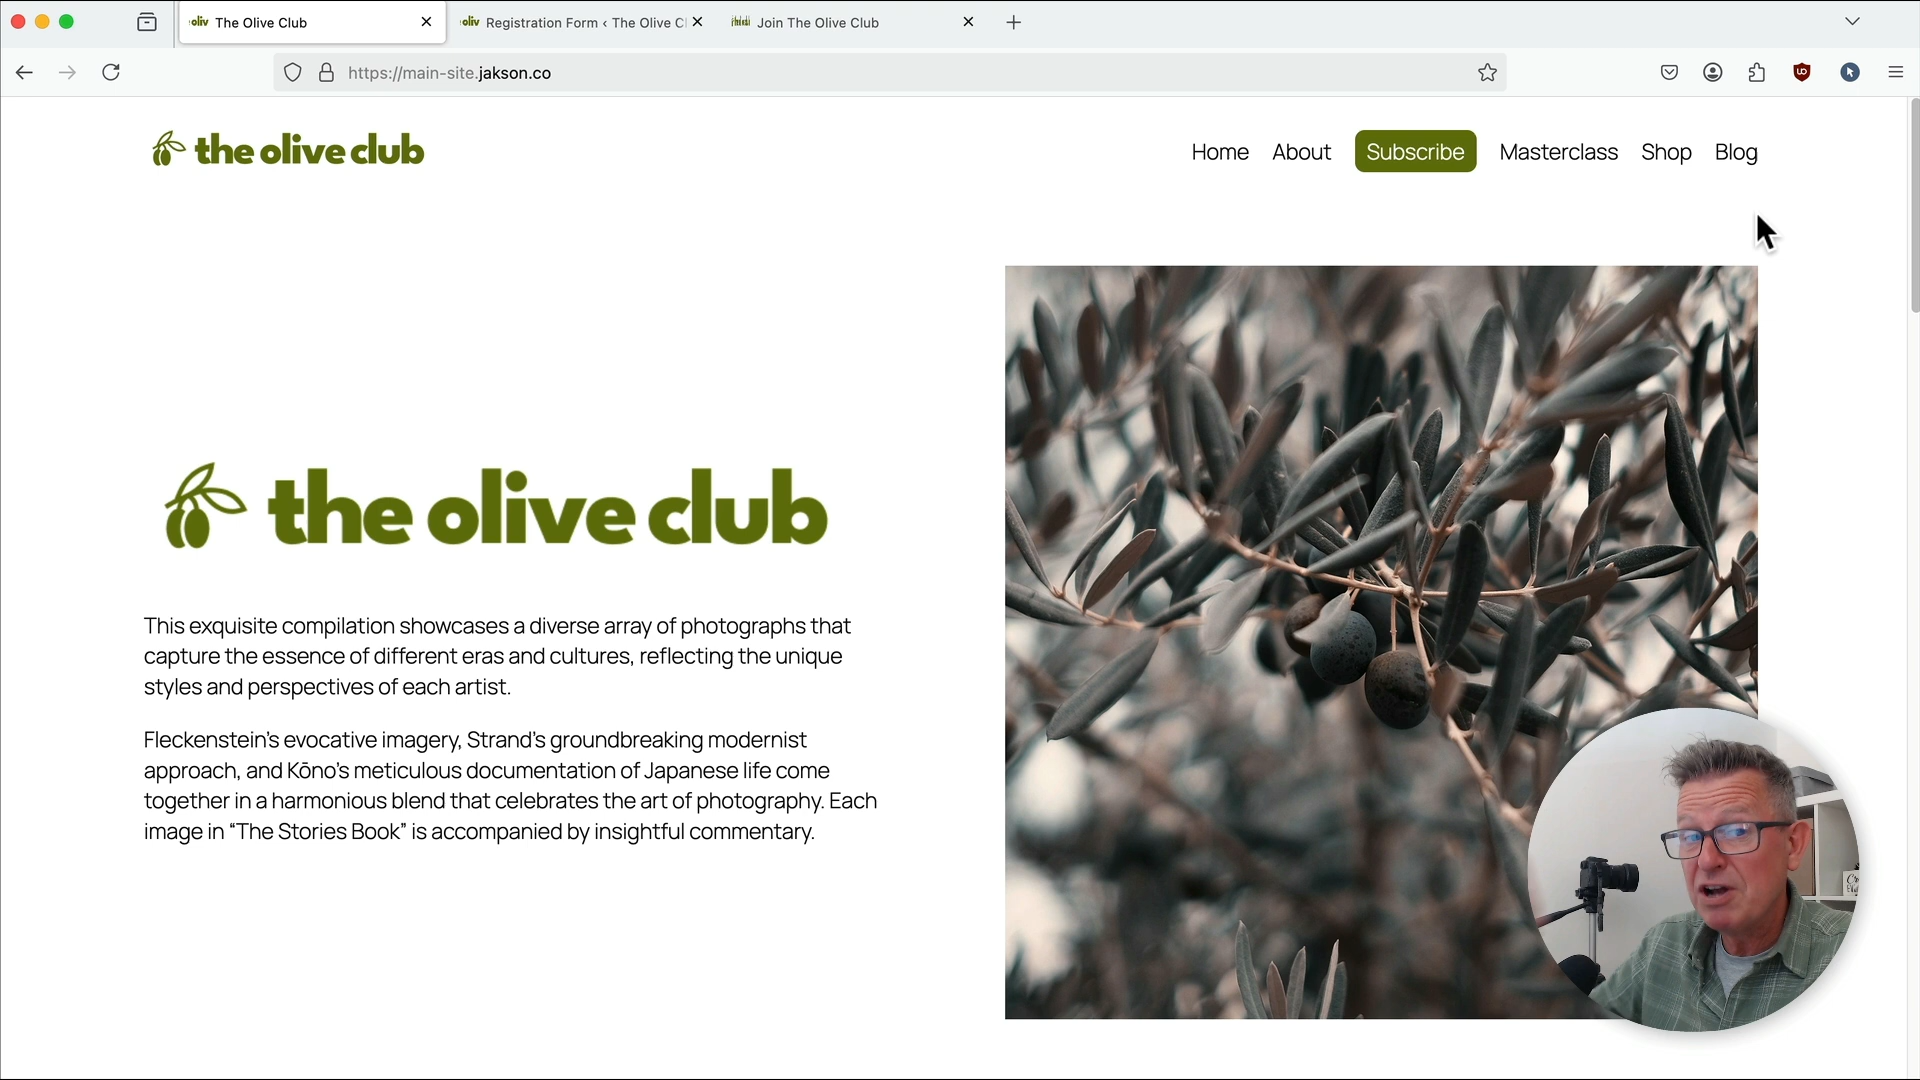 The Olive Club
Registration Form ‹ The Olive C
Join The Olive Club
https://main-site.jakson.co
the olive club
Home About Subscribe Masterclass Shop Blog
the olive club
This exquisite compilation showcases a diverse array of photographs that
capture the essence of different eras and cultures, reflecting the unique
styles and perspectives of each artist.
Fleckenstein’s evocative imagery, Strand’s groundbreaking modernist
approach, and Kōno’s meticulous documentation of Japanese life come
together in a harmonious blend that celebrates the art of photography. Each
image in “The Stories Book” is accompanied by insightful commentary.